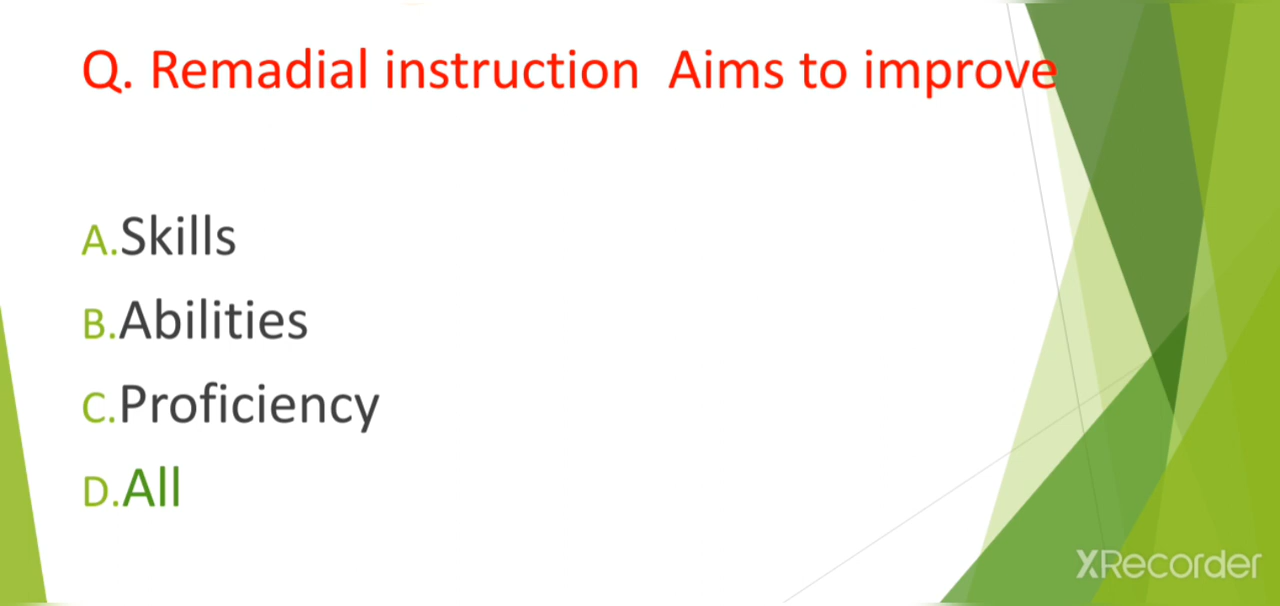 Q. Remadial instruction Aims to improve
A.Skills
B.Abilities
C.Proficiency
D.All
XRecorder